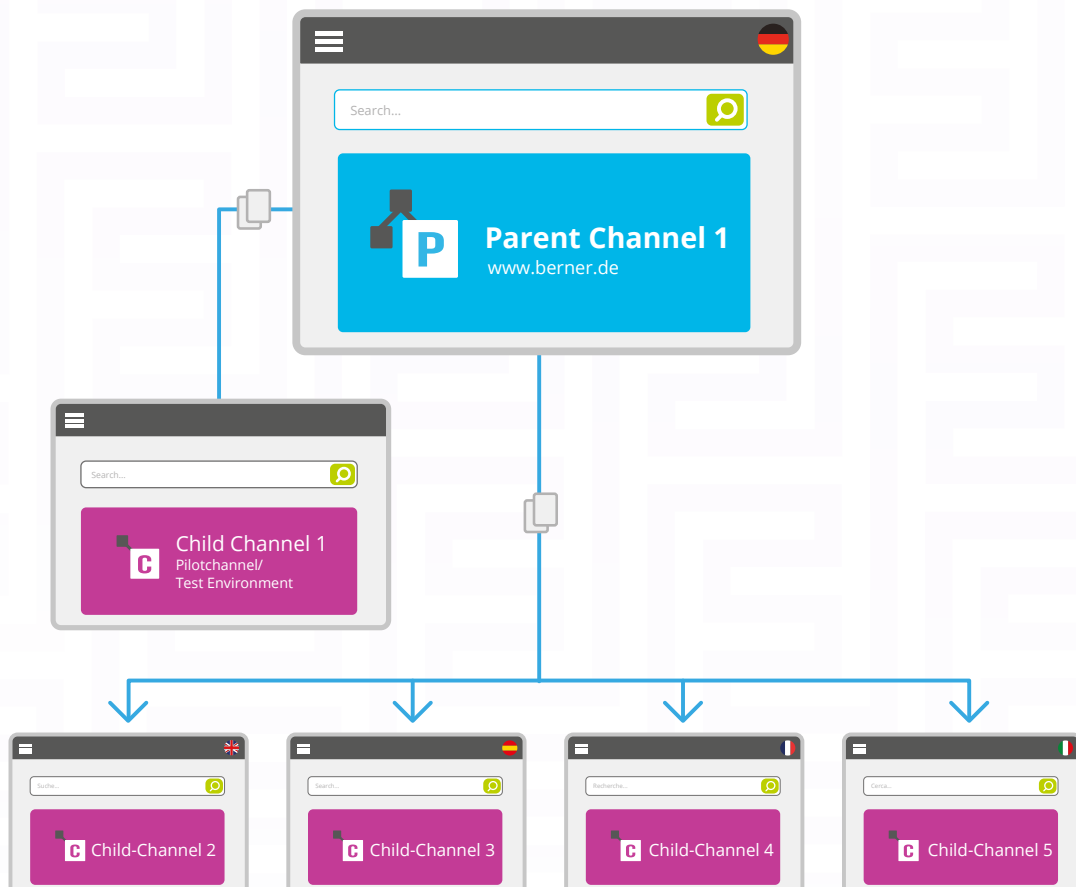 Search...
P
Parent Channel 1
www.berner.de
Search...
C
Child Channel 1
Pilotchannel/
Test Environment
Suche...
C Child-Channel 2
Search...
C Child-Channel 3
Recherche...
C Child-Channel 4
Cerca...
C Child-Channel 5